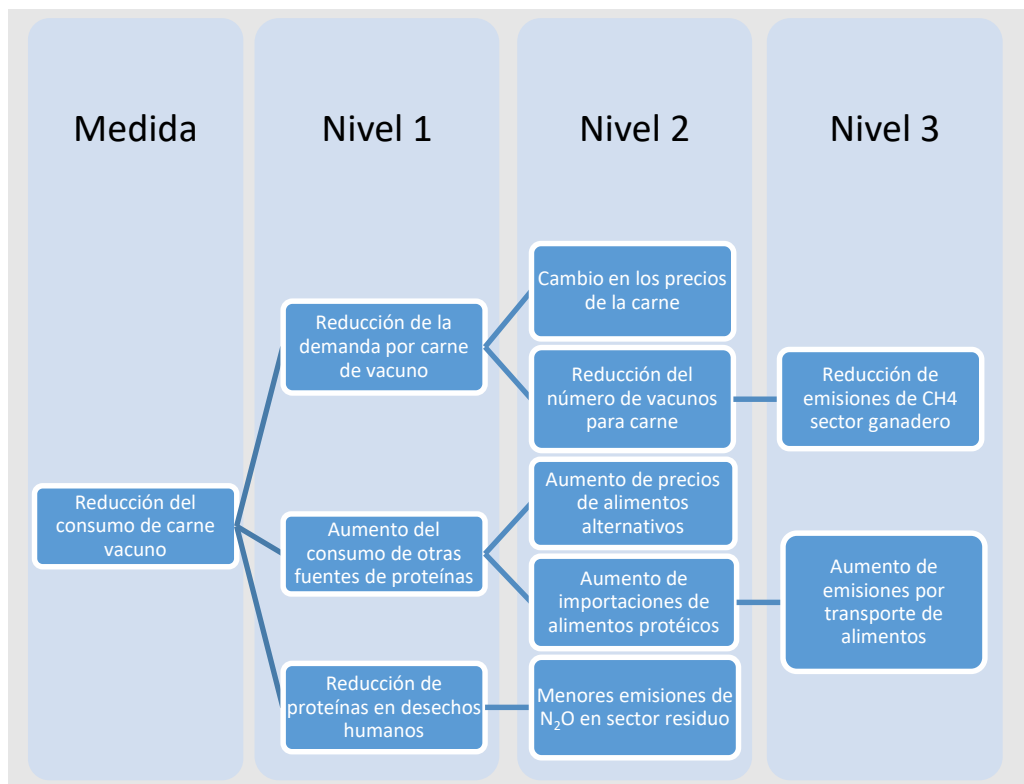 Medida
Nivel 1
Nivel 2
Nivel 3
Reducción del
consumo de carne
vacuno
Reducción de la
demanda por carne
de vacuno
Cambio en los precios
de la carne
Reducción del
número de vacunos
para carne
Reducción de
emisiones de CH4
sector ganadero
Aumento del
consumo de otras
fuentes de proteínas
Aumento de precios
de alimentos
alternativos
Aumento de
importaciones de
alimentos protéicos
Aumento de
emisiones por
transporte de
alimentos
Reducción de
proteínas en desechos
humanos
Menores emisiones de
N₂O en sector residuo